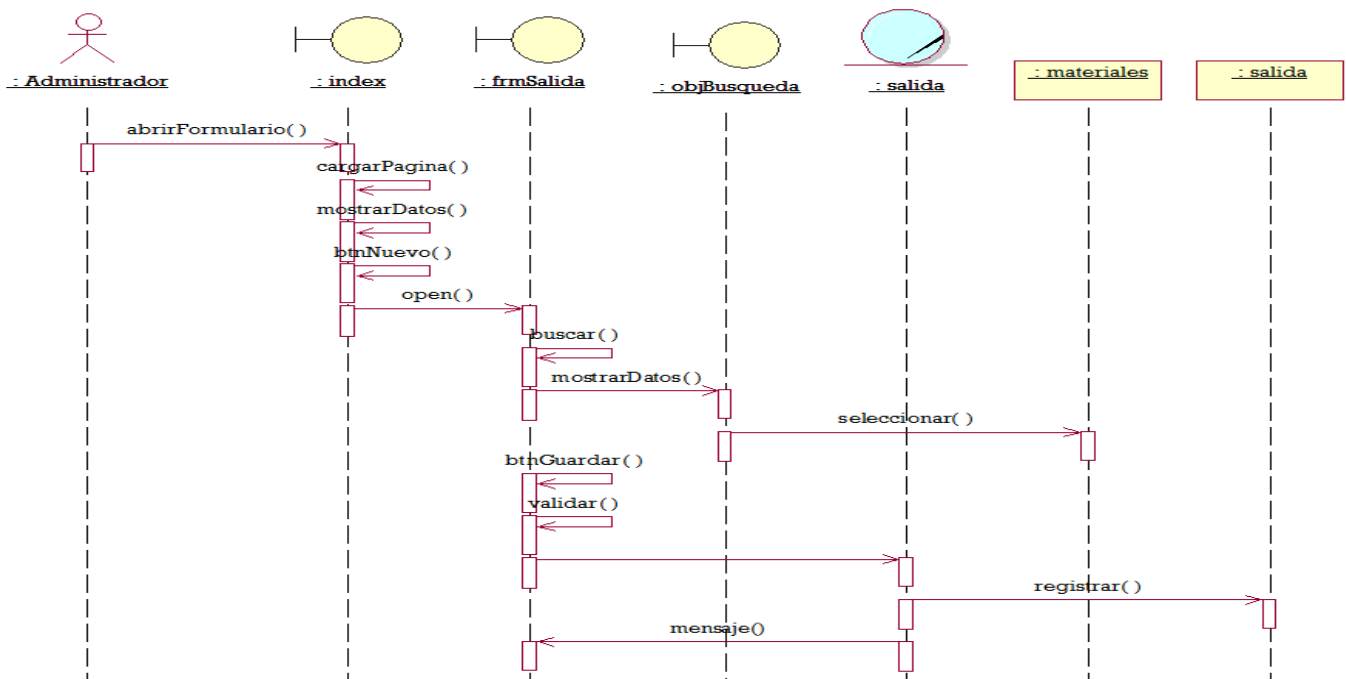 : Administrador
: index
: frmSalida
: objBusqueda
: salida
: materiales
: salida
abrirFormulario( )
cargarPagina( )
mostrarDatos( )
btnNuevo( )
open( )
buscar( )
mostrarDatos( )
seleccionar( )
btnGuardar( )
validar( )
registrar( )
mensaje()